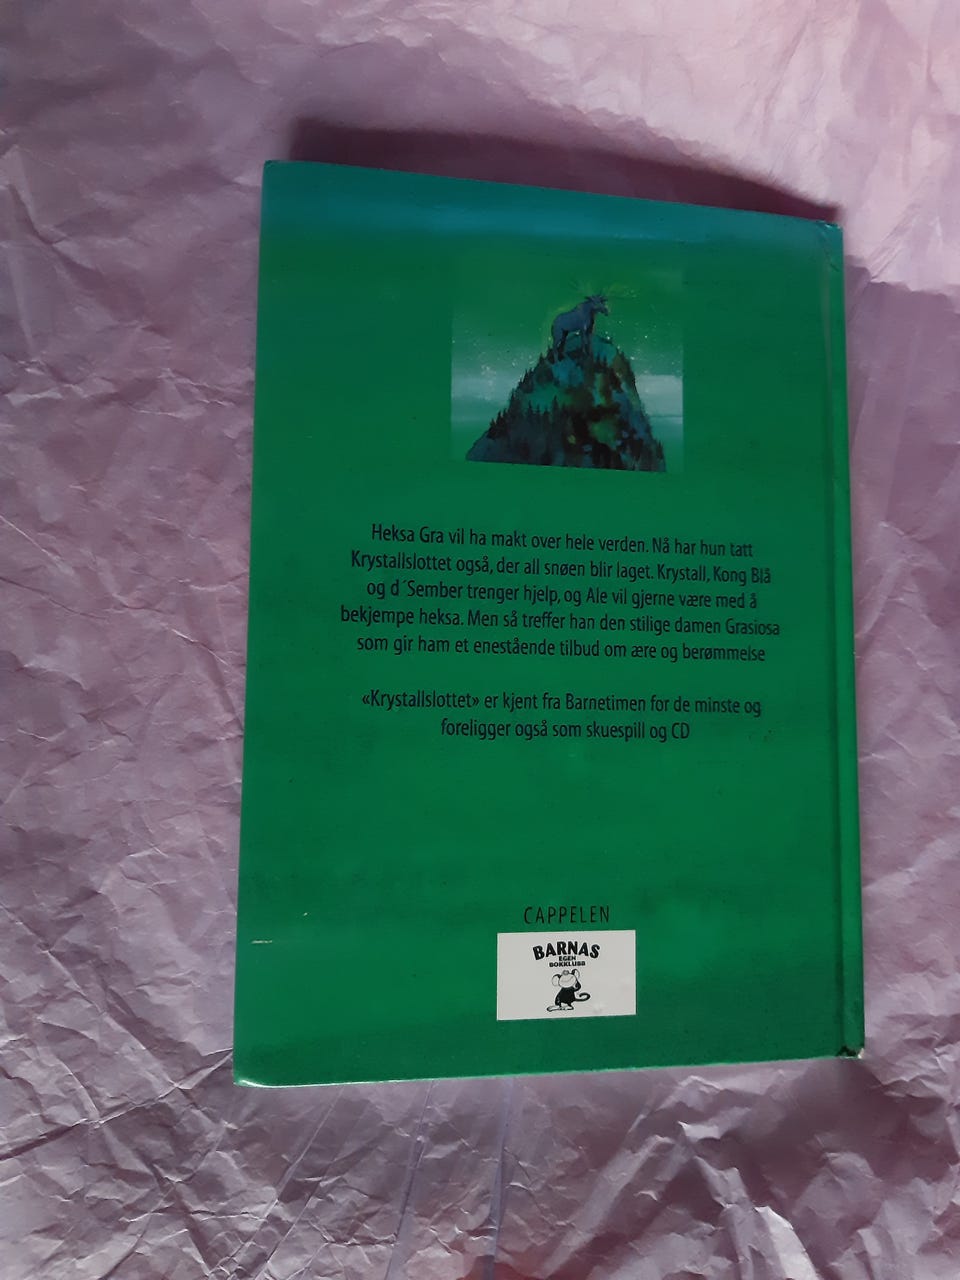 Heksa Gra vil ha makt over hele verden. Nå har hun tatt
Krystallslottet også, der all snøen blir laget. Krystall, Kong Blå
og d´Sember trenger hjelp, og Ale vil gjerne være med å
bekjempe heksa. Men så treffer han den stilige damen Grasiosa
som gir ham et enestående tilbud om ære og berømmelse
«Krystallslottet» er kjent fra Barnetimen for de minste og
foreligger også som skuespill og CD
CAPPELEN
BARNAS
EGEN
BOKKLUBB